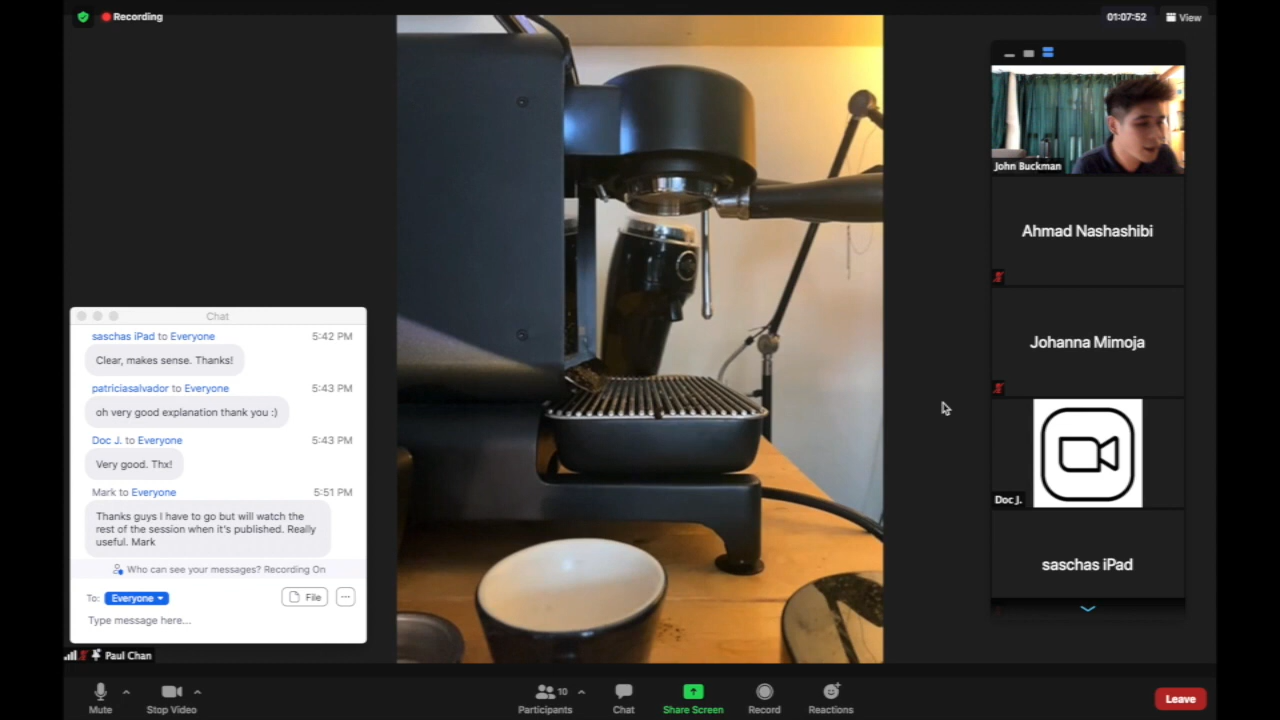 Recording
01:07:52
View
John Buckman
Ahmad Nashashibi
Johanna Mimoja
Doc J.
saschas iPad
Chat
saschas iPad to Everyone 5:42 PM
Clear, makes sense. Thanks!
patriciasalvador to Everyone 5:43 PM
oh very good explanation thank you :)
Doc J. to Everyone 5:43 PM
Very good. Thx!
Mark to Everyone 5:51 PM
Thanks guys I have to go but will watch the
rest of the session when it's published. Really
useful. Mark
Who can see your messages? Recording On
To: Everyone File
Type message here...
Paul Chan
Mute
Stop Video
Participants 10
Chat
Share Screen
Record
Reactions
Leave